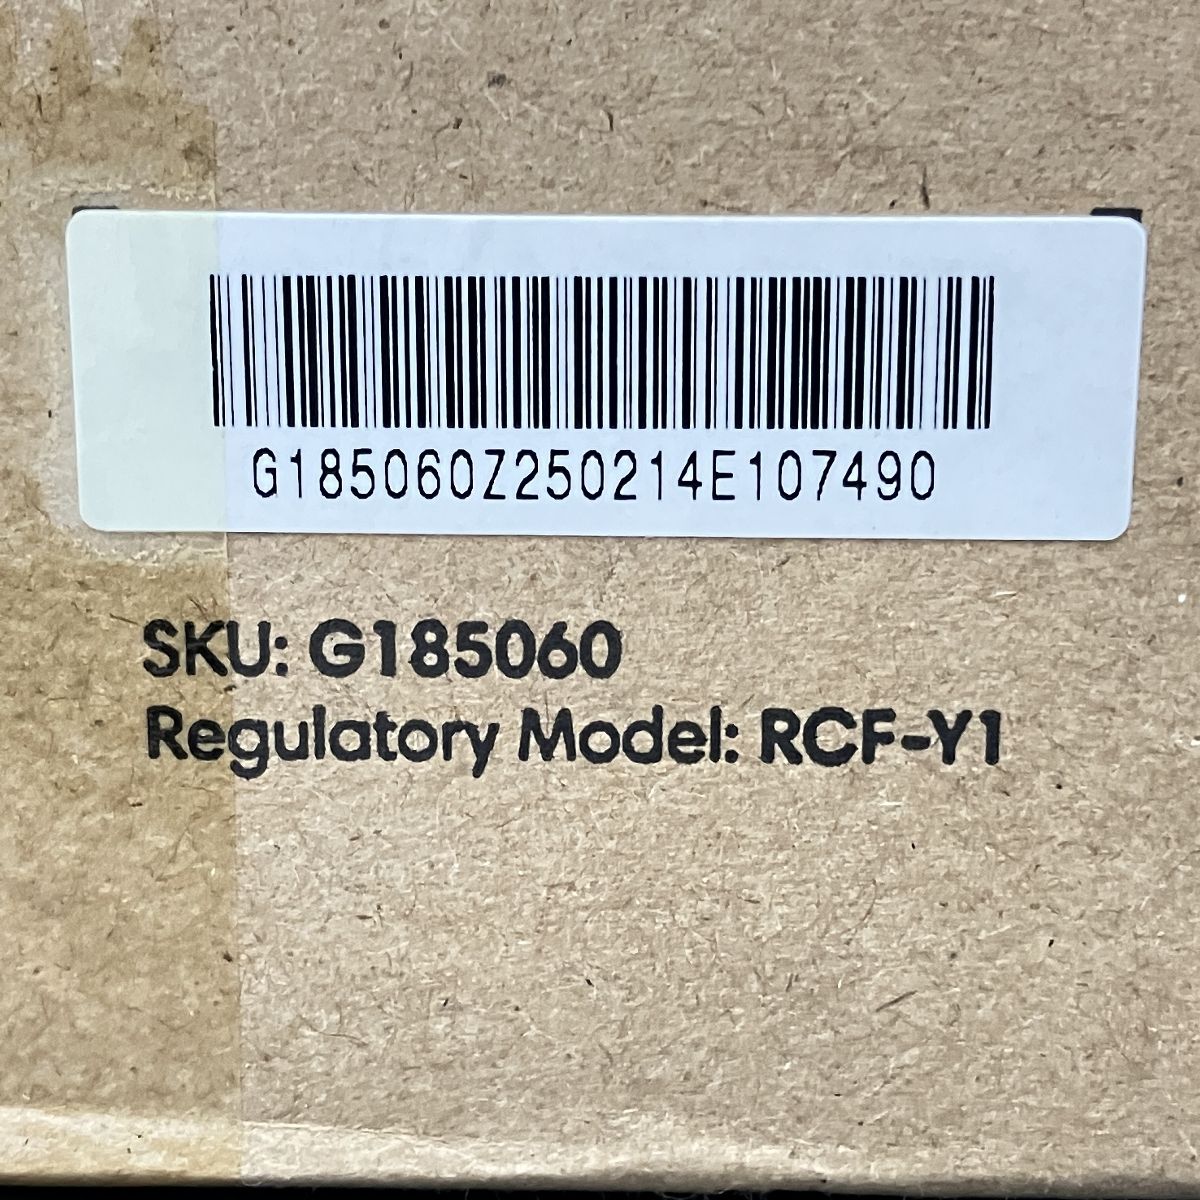 G185060Z250214E107490
SKU: G185060
Regulatory Model: RCF-Y1